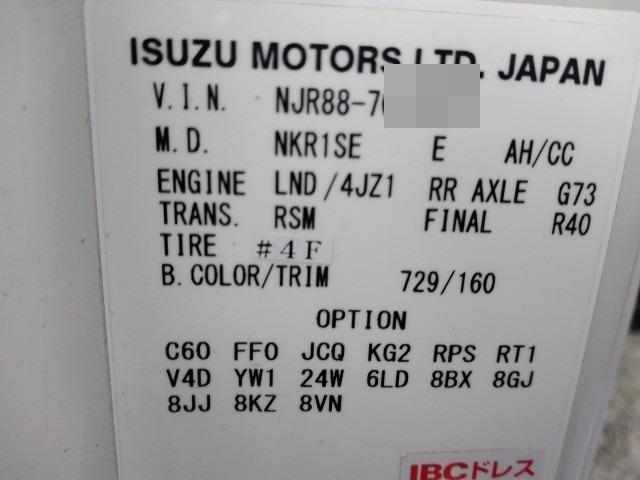 ISUZU MOTORS LTD. JAPAN
V.I.N. NJR88-7
M.D. NKR1SE E AH/CC
ENGINE LND/4JZ1 RR AXLE G73
TRANS. RSM FINAL R40
TIRE #4F
B.COLOR/TRIM 729/160
OPTION
C60 FF0 JCQ KG2 RPS RT1
V4D YW1 24W 6LD 8BX 8GJ
8JJ 8KZ 8VN
IBCドレス